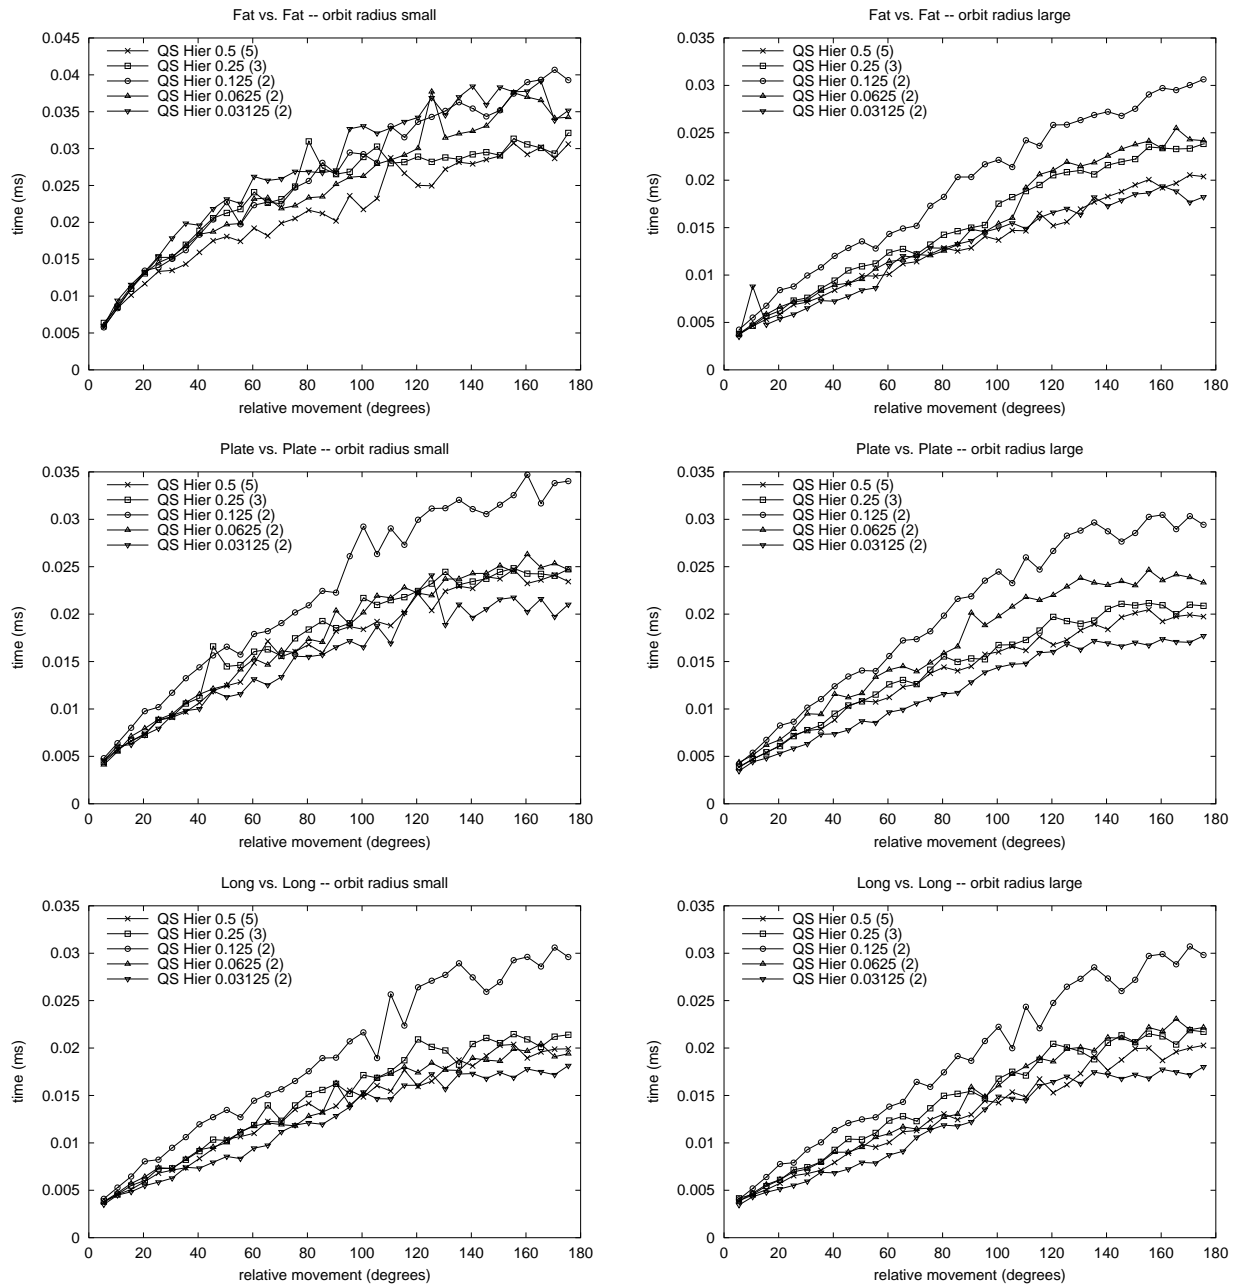 Fat vs. Fat -- orbit radius small
0.045
0.04
0.035
0.03
0.025
0.02
0.015
0.01
0.005
0
time (ms)
QS Hier 0.5 (5)
QS Hier 0.25 (3)
QS Hier 0.125 (2)
QS Hier 0.0625 (2)
QS Hier 0.03125 (2)
0 20 40 60 80 100 120 140 160 180
relative movement (degrees)
Fat vs. Fat -- orbit radius large
0.035
0.03
0.025
0.02
0.015
0.01
0.005
0
time (ms)
QS Hier 0.5 (5)
QS Hier 0.25 (3)
QS Hier 0.125 (2)
QS Hier 0.0625 (2)
QS Hier 0.03125 (2)
0 20 40 60 80 100 120 140 160 180
relative movement (degrees)
Plate vs. Plate -- orbit radius small
0.035
0.03
0.025
0.02
0.015
0.01
0.005
0
time (ms)
QS Hier 0.5 (5)
QS Hier 0.25 (3)
QS Hier 0.125 (2)
QS Hier 0.0625 (2)
QS Hier 0.03125 (2)
0 20 40 60 80 100 120 140 160 180
relative movement (degrees)
Plate vs. Plate -- orbit radius large
0.035
0.03
0.025
0.02
0.015
0.01
0.005
0
time (ms)
QS Hier 0.5 (5)
QS Hier 0.25 (3)
QS Hier 0.125 (2)
QS Hier 0.0625 (2)
QS Hier 0.03125 (2)
0 20 40 60 80 100 120 140 160 180
relative movement (degrees)
Long vs. Long -- orbit radius small
0.035
0.03
0.025
0.02
0.015
0.01
0.005
0
time (ms)
QS Hier 0.5 (5)
QS Hier 0.25 (3)
QS Hier 0.125 (2)
QS Hier 0.0625 (2)
QS Hier 0.03125 (2)
0 20 40 60 80 100 120 140 160 180
relative movement (degrees)
Long vs. Long -- orbit radius large
0.035
0.03
0.025
0.02
0.015
0.01
0.005
0
time (ms)
QS Hier 0.5 (5)
QS Hier 0.25 (3)
QS Hier 0.125 (2)
QS Hier 0.0625 (2)
QS Hier 0.03125 (2)
0 20 40 60 80 100 120 140 160 180
relative movement (degrees)